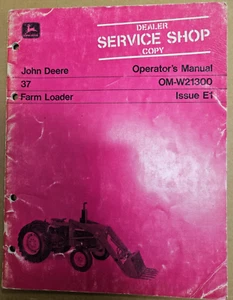 DEALER
SERVICE SHOP
COPY
John Deere
37
Farm Loader
Operator's Manual
OM-W21300
Issue E1